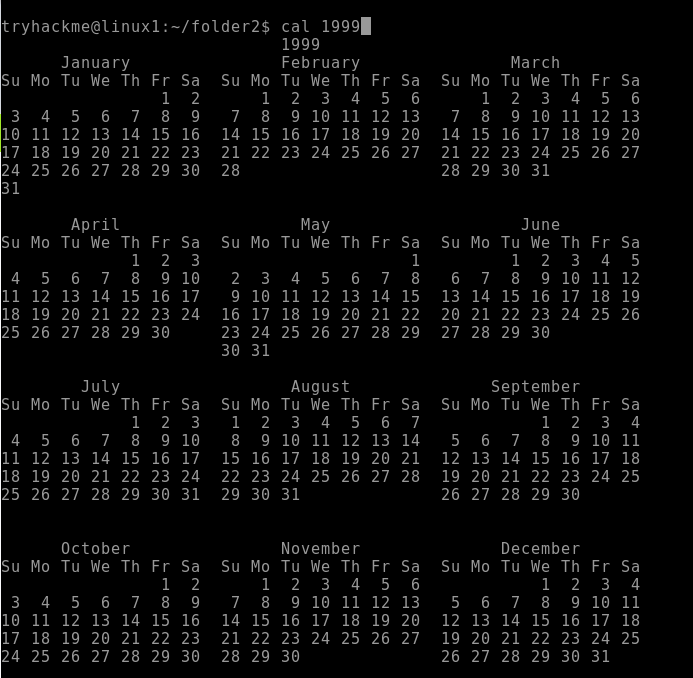 tryhackme@linux1:~/folder2$ cal 1999
                            1999
      January               February               March
Su Mo Tu We Th Fr Sa  Su Mo Tu We Th Fr Sa  Su Mo Tu We Th Fr Sa
                1  2      1  2  3  4  5  6      1  2  3  4  5  6
 3  4  5  6  7  8  9   7  8  9 10 11 12 13   7  8  9 10 11 12 13
10 11 12 13 14 15 16  14 15 16 17 18 19 20  14 15 16 17 18 19 20
17 18 19 20 21 22 23  21 22 23 24 25 26 27  21 22 23 24 25 26 27
24 25 26 27 28 29 30  28                    28 29 30 31
31

       April                  May                   June
Su Mo Tu We Th Fr Sa  Su Mo Tu We Th Fr Sa  Su Mo Tu We Th Fr Sa
             1  2  3                     1         1  2  3  4  5
 4  5  6  7  8  9 10   2  3  4  5  6  7  8   6  7  8  9 10 11 12
11 12 13 14 15 16 17   9 10 11 12 13 14 15  13 14 15 16 17 18 19
18 19 20 21 22 23 24  16 17 18 19 20 21 22  20 21 22 23 24 25 26
25 26 27 28 29 30     23 24 25 26 27 28 29  27 28 29 30
                      30 31

        July                 August              September
Su Mo Tu We Th Fr Sa  Su Mo Tu We Th Fr Sa  Su Mo Tu We Th Fr Sa
             1  2  3   1  2  3  4  5  6  7            1  2  3  4
 4  5  6  7  8  9 10   8  9 10 11 12 13 14   5  6  7  8  9 10 11
11 12 13 14 15 16 17  15 16 17 18 19 20 21  12 13 14 15 16 17 18
18 19 20 21 22 23 24  22 23 24 25 26 27 28  19 20 21 22 23 24 25
25 26 27 28 29 30 31  29 30 31              26 27 28 29 30

      October               November              December
Su Mo Tu We Th Fr Sa  Su Mo Tu We Th Fr Sa  Su Mo Tu We Th Fr Sa
                1  2      1  2  3  4  5  6            1  2  3  4
 3  4  5  6  7  8  9   7  8  9 10 11 12 13   5  6  7  8  9 10 11
10 11 12 13 14 15 16  14 15 16 17 18 19 20  12 13 14 15 16 17 18
17 18 19 20 21 22 23  21 22 23 24 25 26 27  19 20 21 22 23 24 25
24 25 26 27 28 29 30  28 29 30              26 27 28 29 30 31